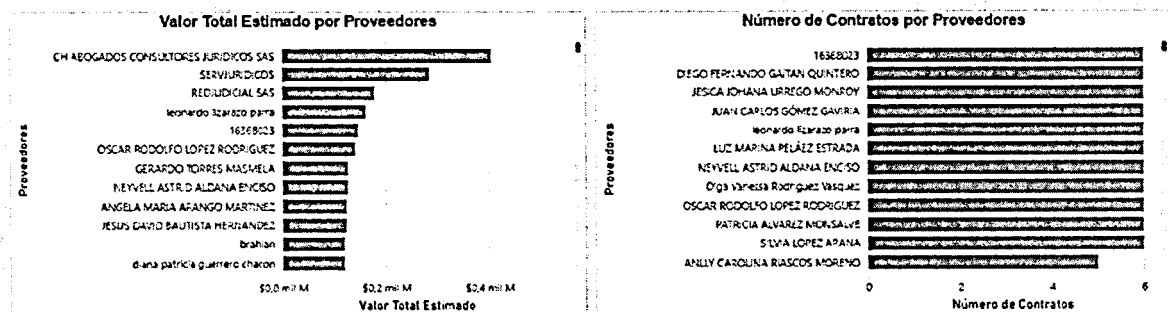 Valor Total Estimado por Proveedores
Proveedores
CH ABOGADOS CONSULTORES JURIDICOS SAS
SERVIJURIDICOS
REDJUDICIAL SAS
leonardo Lizarazo parra
16368023
OSCAR RODOLFO LOPEZ RODRIGUEZ
GERARDO TORRES MASMELA
NEYVELL ASTRID ALDANA ENCISO
ANGELA MARIA ARANGO MARTINEZ
JESUS DAVID BAUTISTA HERNANDEZ
brahian
diana patricia guerrero chacon
$0,0 mil M $0,2 mil M $0,4 mil M
Valor Total Estimado
Número de Contratos por Proveedores
Proveedores
16368023
DIEGO FERNANDO GAITAN QUINTERO
JESICA JOHANA URREGO MONROY
JUAN CARLOS GÓMEZ GAVIRIA
leonardo parra
LUZ MARINA PELÁEZ ESTRADA
NEYVELL ASTRID ALDANA ENCISO
Olga Vanessa Rodriguez Vasquez
OSCAR RODOLFO LOPEZ RODRIGUEZ
PATRICIA ALVAREZ MONSALVE
SILVIA LOPEZ ARANA
ANLLY CAROLINA RIASCOS MORENO
0 2 4 6
Número de Contratos